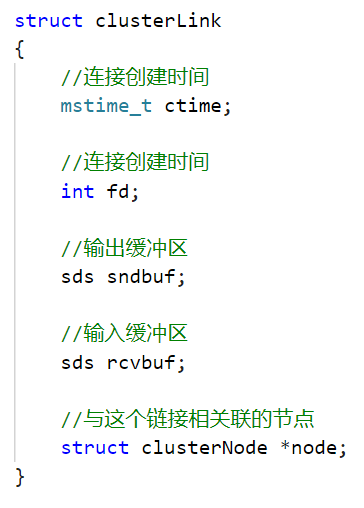 struct clusterLink
{
//连接创建时间
mstime_t ctime;
//连接创建时间
int fd;
//输出缓冲区
sds sndbuf;
//输入缓冲区
sds rcvbuf;
//与这个链接相关联的节点
struct clusterNode *node;
}